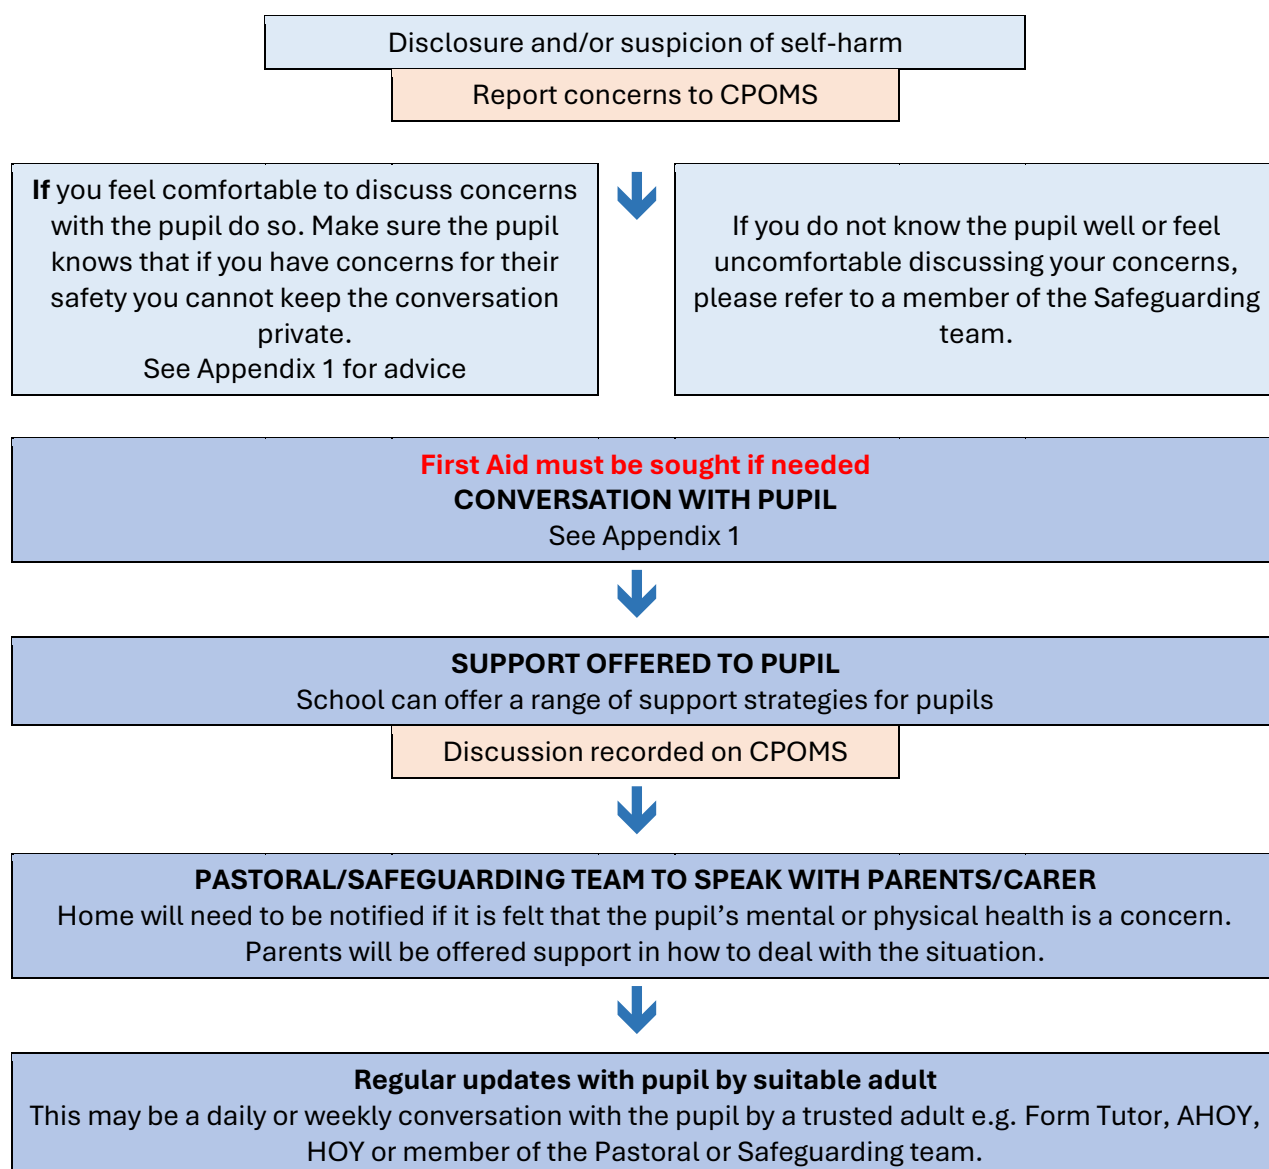 Disclosure and/or suspicion of self-harm
Report concerns to CPOMS
If you feel comfortable to discuss concerns
with the pupil do so. Make sure the pupil
knows that if you have concerns for their
safety you cannot keep the conversation
private.
See Appendix 1 for advice
If you do not know the pupil well or feel
uncomfortable discussing your concerns,
please refer to a member of the Safeguarding
team.
First Aid must be sought if needed
CONVERSATION WITH PUPIL
See Appendix 1
SUPPORT OFFERED TO PUPIL
School can offer a range of support strategies for pupils
Discussion recorded on CPOMS
PASTORAL/SAFEGUARDING TEAM TO SPEAK WITH PARENTS/CARER
Home will need to be notified if it is felt that the pupil’s mental or physical health is a concern.
Parents will be offered support in how to deal with the situation.
Regular updates with pupil by suitable adult
This may be a daily or weekly conversation with the pupil by a trusted adult e.g. Form Tutor, AHOY,
HOY or member of the Pastoral or Safeguarding team.